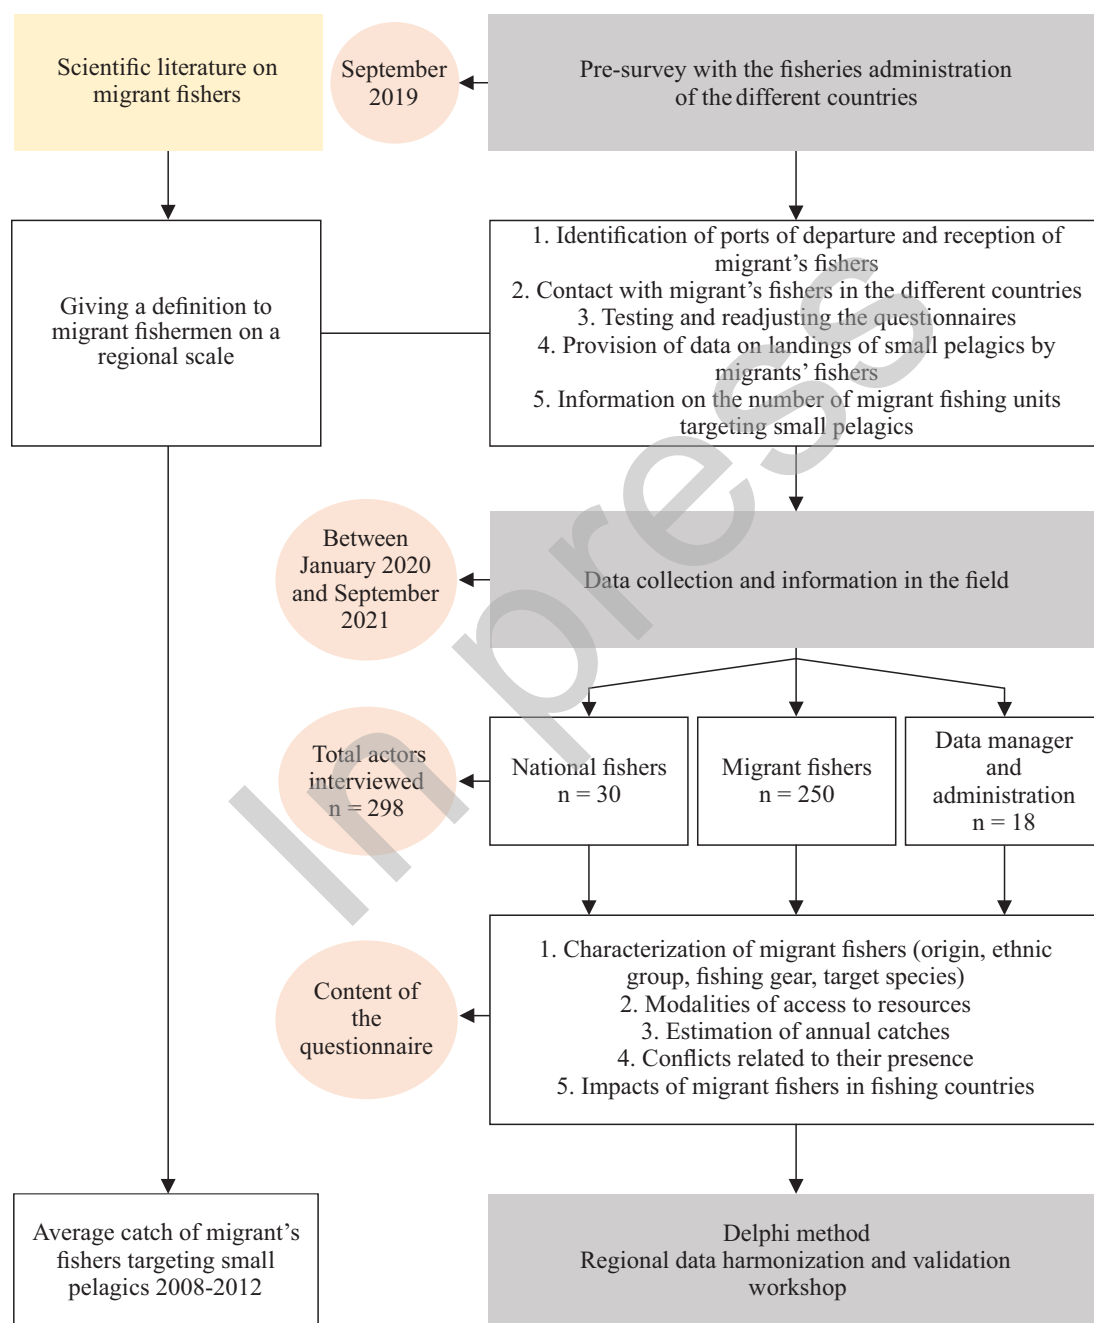 Scientific literature on
migrant fishers
September
2019
Pre-survey with the fisheries administration
of the different countries
Giving a definition to
migrant fishermen on a
regional scale
1. Identification of ports of departure and reception of
migrant's fishers
2. Contact with migrant's fishers in the different countries
3. Testing and readjusting the questionnaires
4. Provision of data on landings of small pelagics by
migrants' fishers
5. Information on the number of migrant fishing units
targeting small pelagics
Between
January 2020
and September
2021
Data collection and information in the field
Total actors
interviewed
n = 298
National fishers
n = 30
Migrant fishers
n = 250
Data manager
and
administration
n = 18
Content of
the
questionnaire
1. Characterization of migrant fishers (origin, ethnic
group, fishing gear, target species)
2. Modalities of access to resources
3. Estimation of annual catches
4. Conflicts related to their presence
5. Impacts of migrant fishers in fishing countries
Average catch of migrant's
fishers targeting small
pelagics 2008-2012
Delphi method
Regional data harmonization and validation
workshop
In press